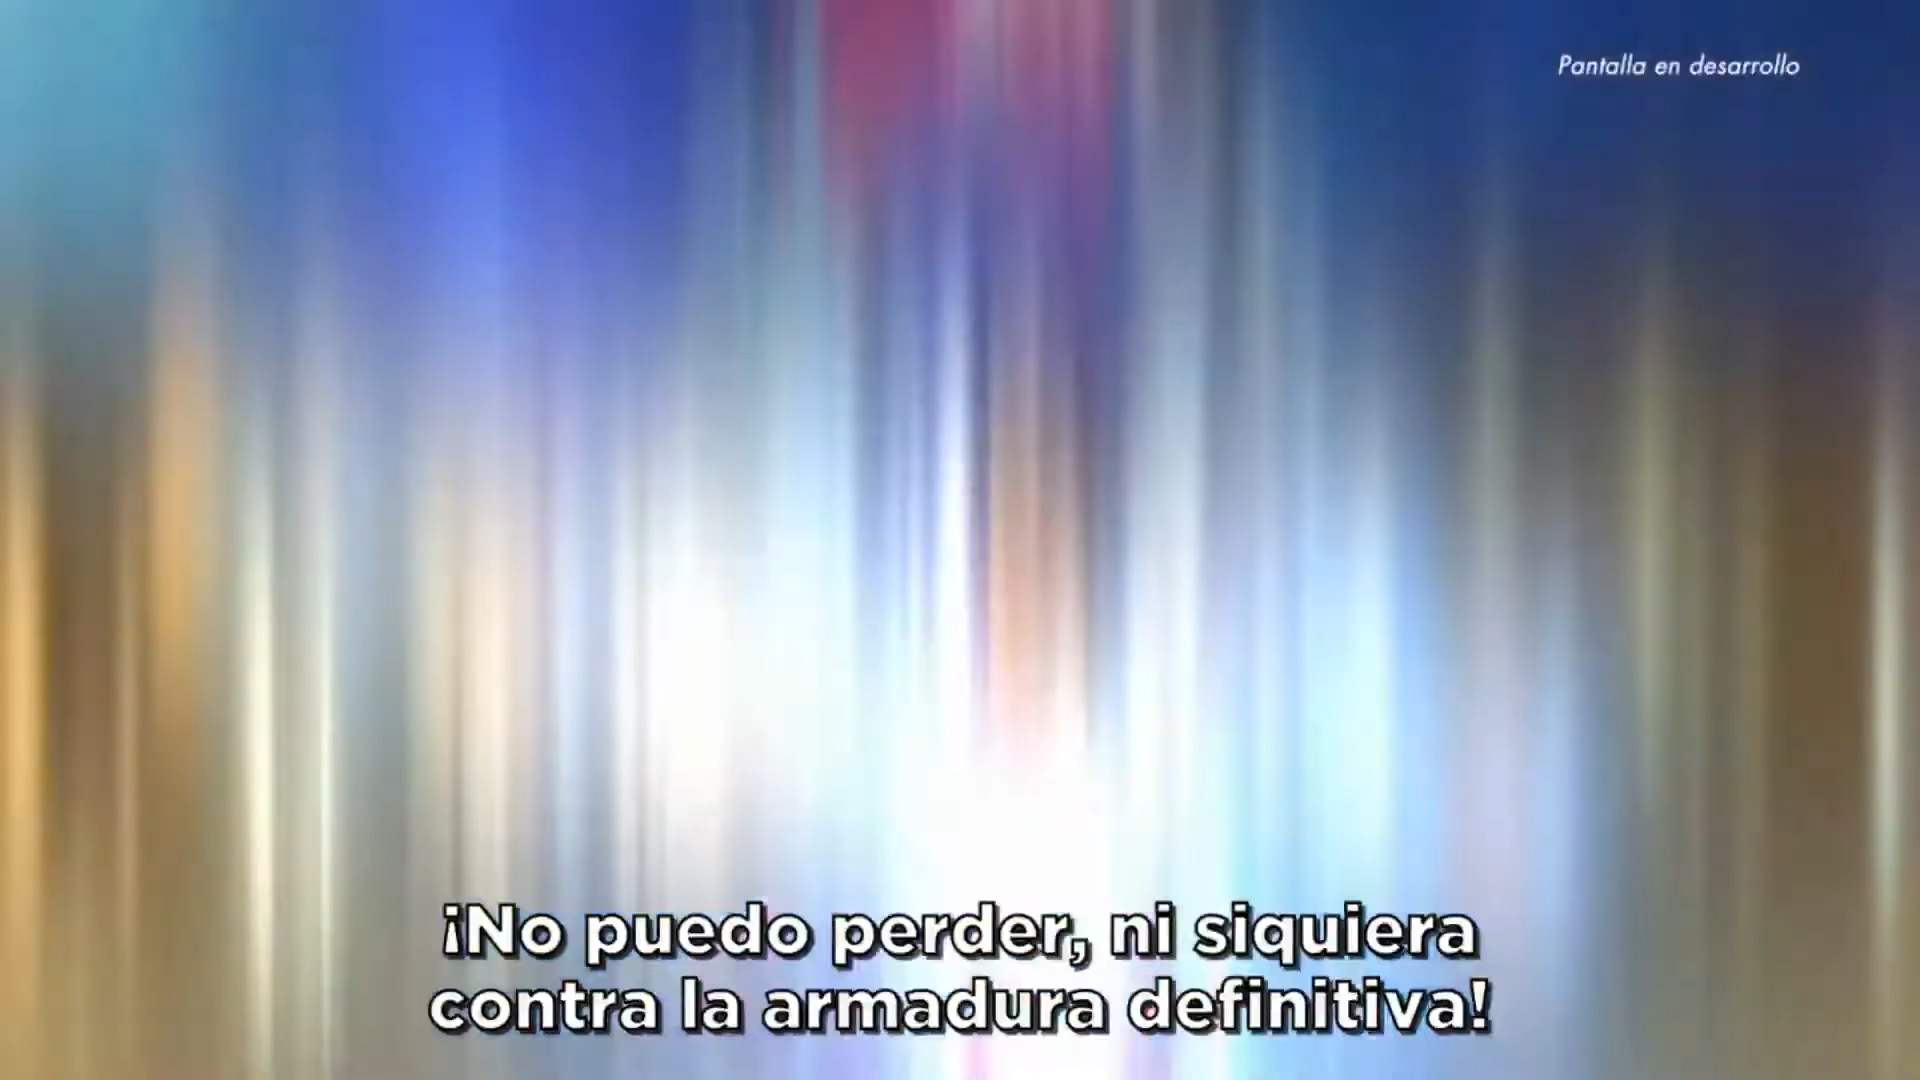 Pantalla en desarrollo
¡No puedo perder, ni siquiera
contra la armadura definitiva!